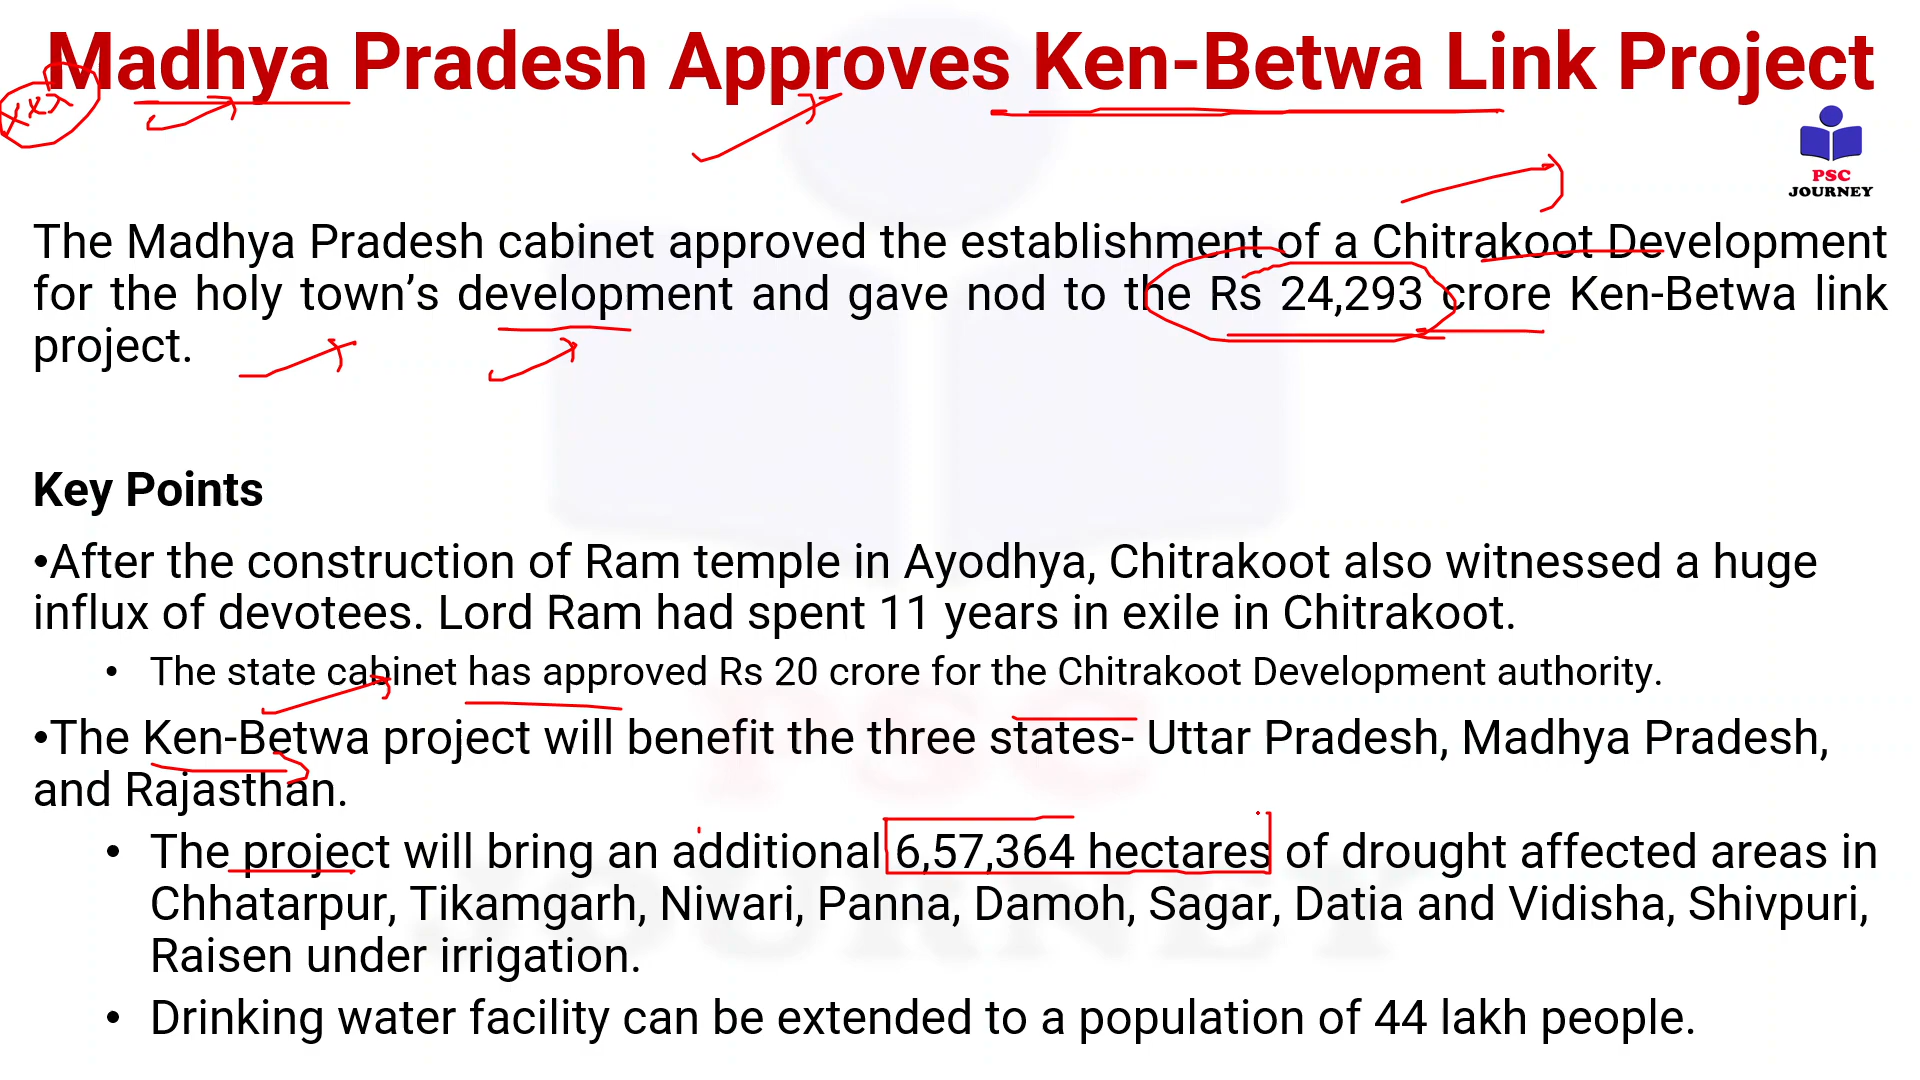 Madhya Pradesh Approves Ken-Betwa Link Project
xxx
PSC
JOURNEY
The Madhya Pradesh cabinet approved the establishment of a Chitrakoot Development
for the holy town’s development and gave nod to the Rs 24,293 crore Ken-Betwa link
project.
Key Points
•After the construction of Ram temple in Ayodhya, Chitrakoot also witnessed a huge
influx of devotees. Lord Ram had spent 11 years in exile in Chitrakoot.
• The state cabinet has approved Rs 20 crore for the Chitrakoot Development authority.
•The Ken-Betwa project will benefit the three states- Uttar Pradesh, Madhya Pradesh,
and Rajasthan.
• The project will bring an additional 6,57,364 hectares of drought affected areas in
Chhatarpur, Tikamgarh, Niwari, Panna, Damoh, Sagar, Datia and Vidisha, Shivpuri,
Raisen under irrigation.
• Drinking water facility can be extended to a population of 44 lakh people.
PSC
JOURNEY